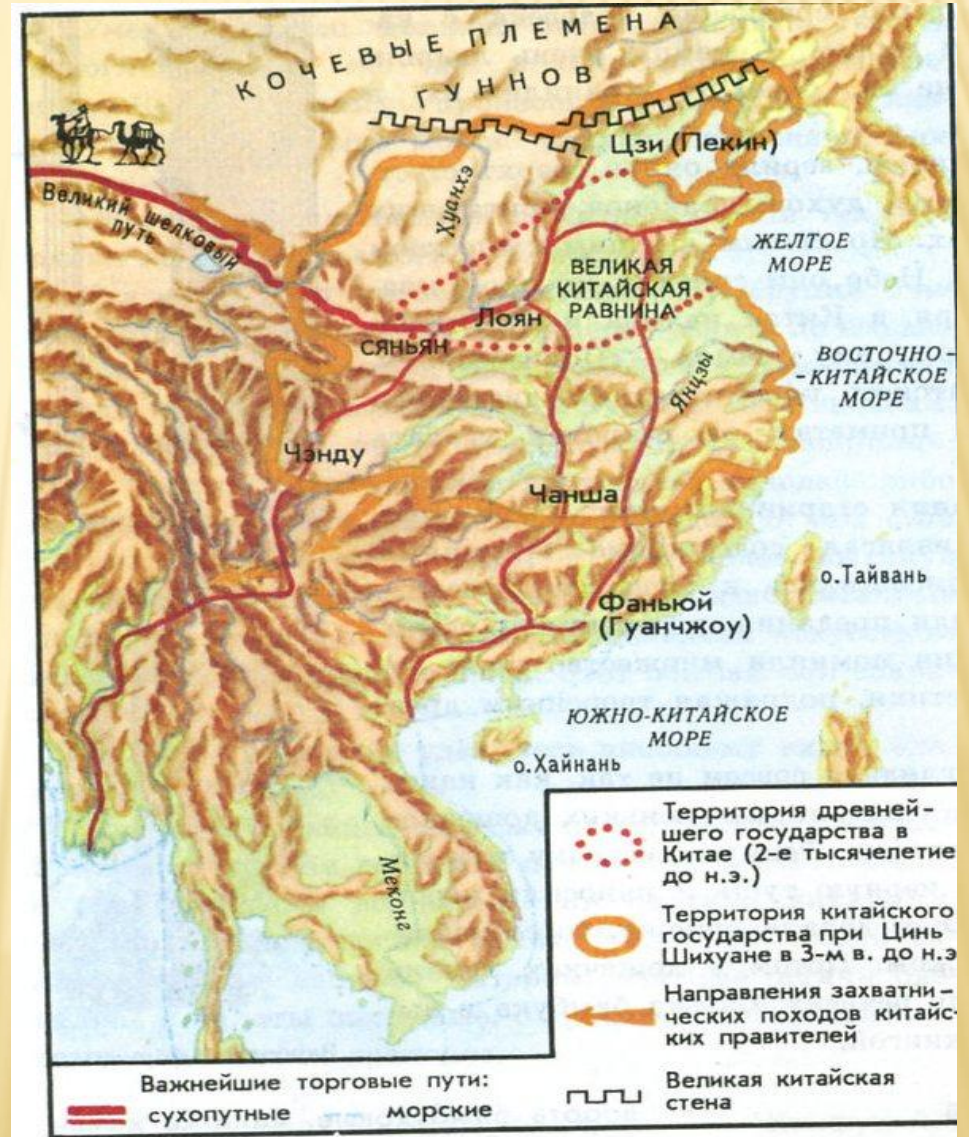 КОЧЕВЫЕ ПЛЕМЕНА
ГУННОВ
Цзи (Пекин)
Великий шелковый
путь
Хуанхэ
ЖЕЛТОЕ
МОРЕ
ВЕЛИКАЯ
КИТАЙСКАЯ
РАВНИНА
Лоян
СЯНЬЯН
Янцзы
ВОСТОЧНО-
-КИТАЙСКОЕ
МОРЕ
Чэнду
Чанша
о.Тайвань
Фаньюй
(Гуанчжоу)
ЮЖНО-КИТАЙСКОЕ
МОРЕ
о.Хайнань
Меконг
Территория древней-
шего государства в
Китае (2-е тысячелетие
до н.э.)
Территория китайского
государства при Цинь
Шихуане в 3-м в. до н.э
Направления захватни-
ческих походов китайс-
ких правителей
Великая китайская
стена
Важнейшие торговые пути:
сухопутные морские